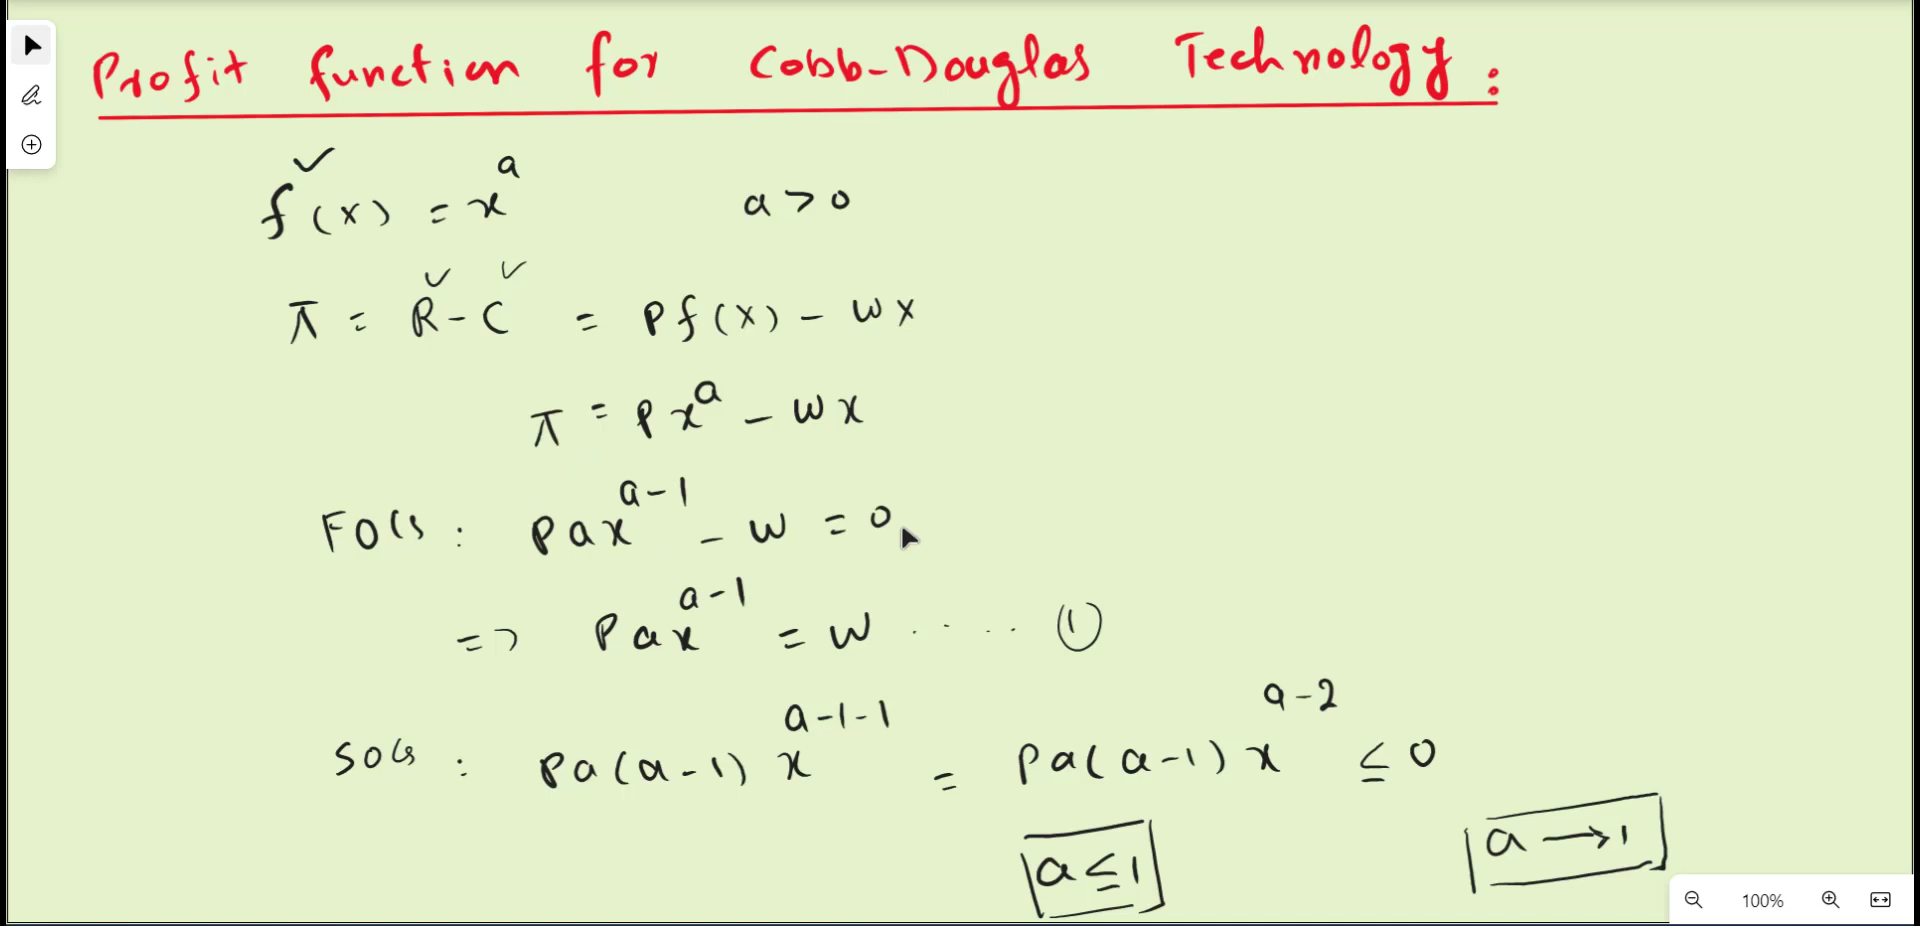 Profit function for Cobb-Douglas Technology :
f(x) = x^a a > 0
π = R - C = Pf(x) - wx
π = Px^a - wx
FOCs : Pax^(a-1) - w = 0
=> Pax^(a-1) = w ..... ①
SOCs : Pa(a-1) x^(a-1-1) = Pa(a-1) x^(a-2) ≤ 0
a ≤ 1 a → 1
100%